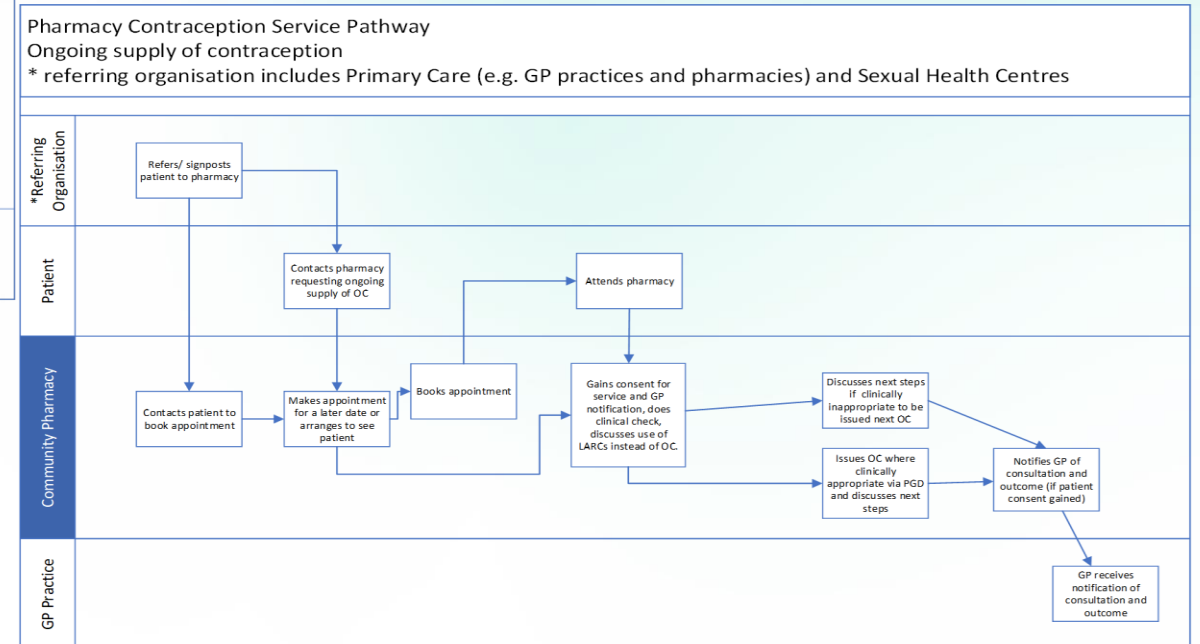 Pharmacy Contraception Service Pathway
Ongoing supply of contraception
* referring organisation includes Primary Care (e.g. GP practices and pharmacies) and Sexual Health Centres
*Referring
Organisation
Refers/ signposts
patient to pharmacy
Patient
Contacts pharmacy
requesting ongoing
supply of OC
Attends pharmacy
Community Pharmacy
Contacts patient to
book appointment
Makes appointment
for a later date or
arranges to see
patient
Books appointment
Gains consent for
service and GP
notification, does
clinical check,
discusses use of
LARCs instead of OC.
Discusses next steps
if clinically
inappropriate to be
issued next OC
Issues OC where
clinically
appropriate via PGD
and discusses next
steps
Notifies GP of
consultation and
outcome (if patient
consent gained)
GP Practice
GP receives
notification of
consultation and
outcome